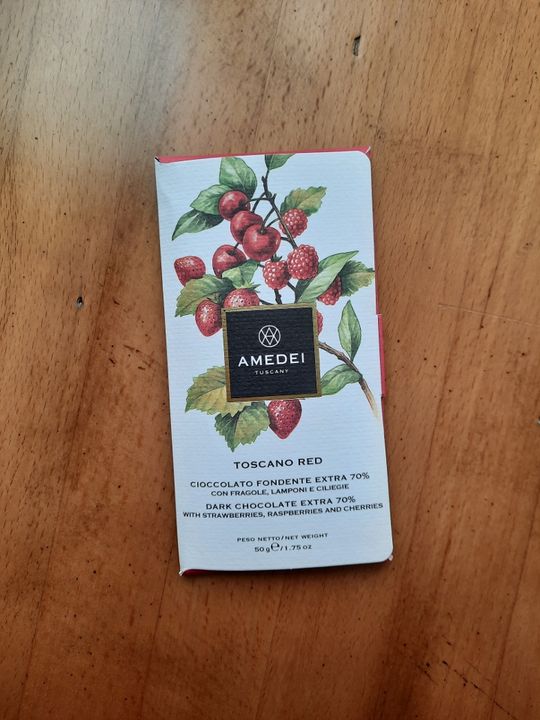 AMEDEI
TUSCANY
TOSCANO RED
CIOCCOLATO FONDENTE EXTRA 70%
CON FRAGOLE, LAMPONI E CILIEGIE
DARK CHOCOLATE EXTRA 70%
WITH STRAWBERRIES, RASPBERRIES AND CHERRIES
PESO NETTO/NET WEIGHT
50 g℮/1.75 oz